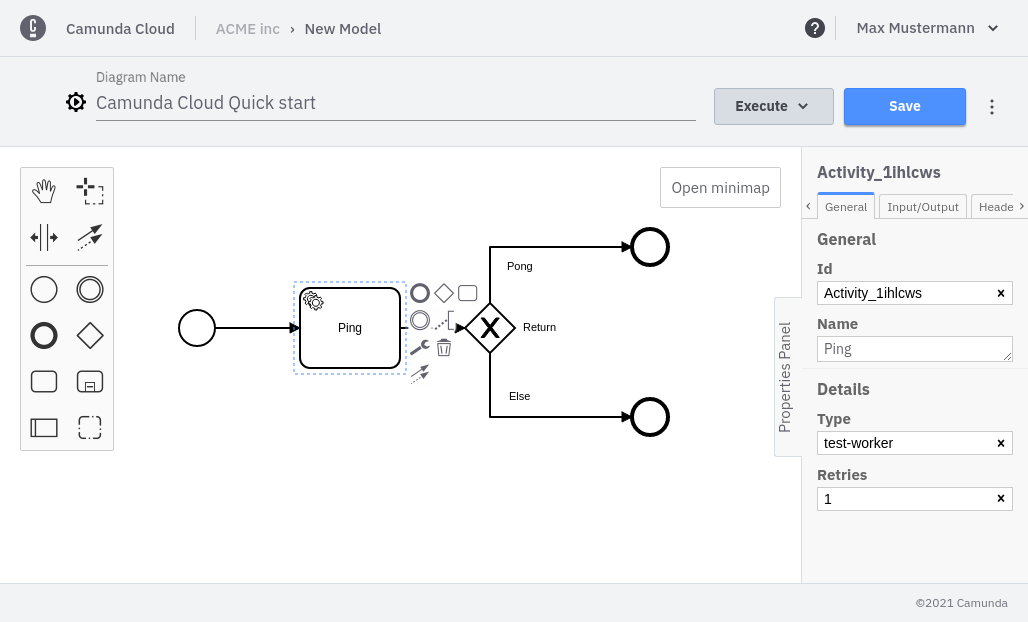 Camunda Cloud
ACME inc › New Model
?
Max Mustermann
Diagram Name
Camunda Cloud Quick start
Execute
Save
Open minimap
Ping
Pong
Return
Else
Properties Panel
Activity_1ihlcws
General
Input/Output
Heade
General
Id
Activity_1ihlcws
Name
Ping
Details
Type
test-worker
Retries
1
©2021 Camunda